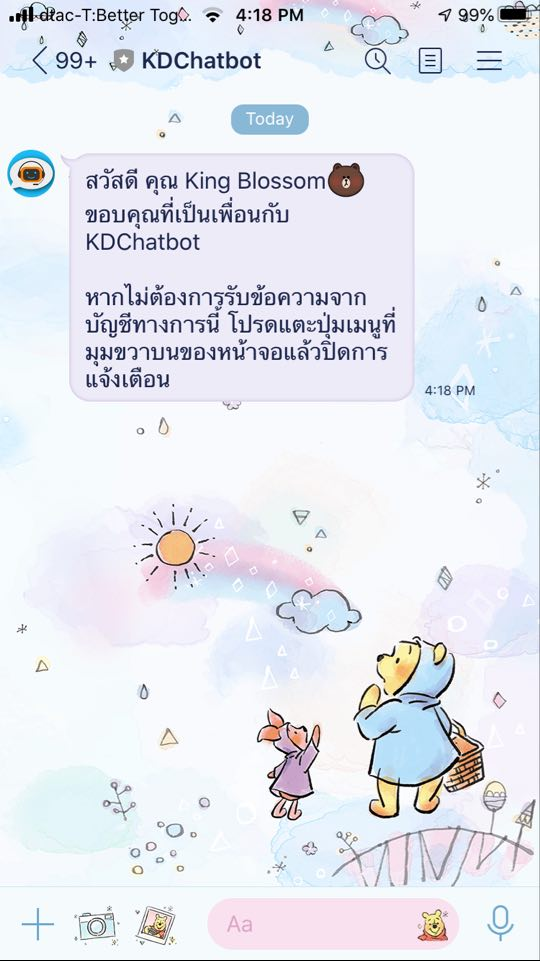 dtac-T:Better Tog... 4:18 PM 99%
99+ KDChatbot
Today
สวัสดี คุณ King Blossom
ขอบคุณที่เป็นเพื่อนกับ
KDChatbot
หากไม่ต้องการรับข้อความจาก
บัญชีทางการนี้ โปรดแตะปุ่มเมนูที่
มุมขวาบนของหน้าจอแล้วปิดการ
แจ้งเตือน
4:18 PM
Aa